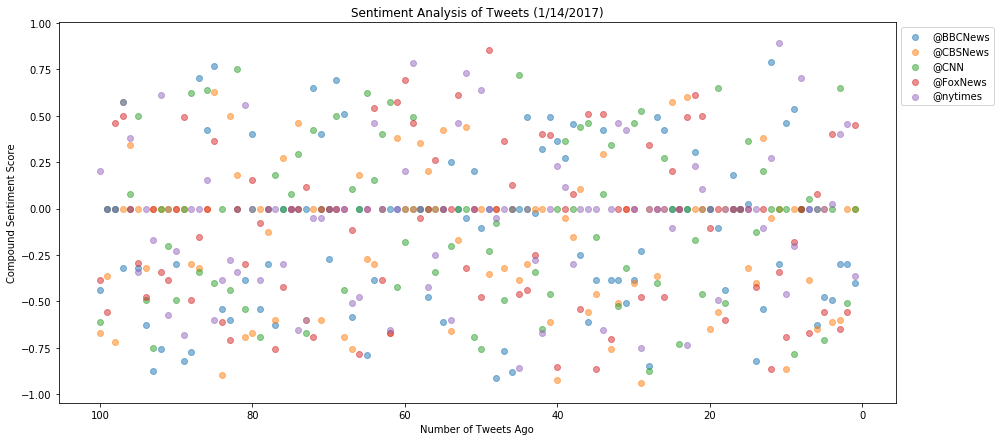 Sentiment Analysis of Tweets (1/14/2017)
@BBCNews
@CBSNews
@CNN
@FoxNews
@nytimes
Compound Sentiment Score
1.00
0.75
0.50
0.25
0.00
−0.25
−0.50
−0.75
−1.00
100
80
60
40
20
0
Number of Tweets Ago